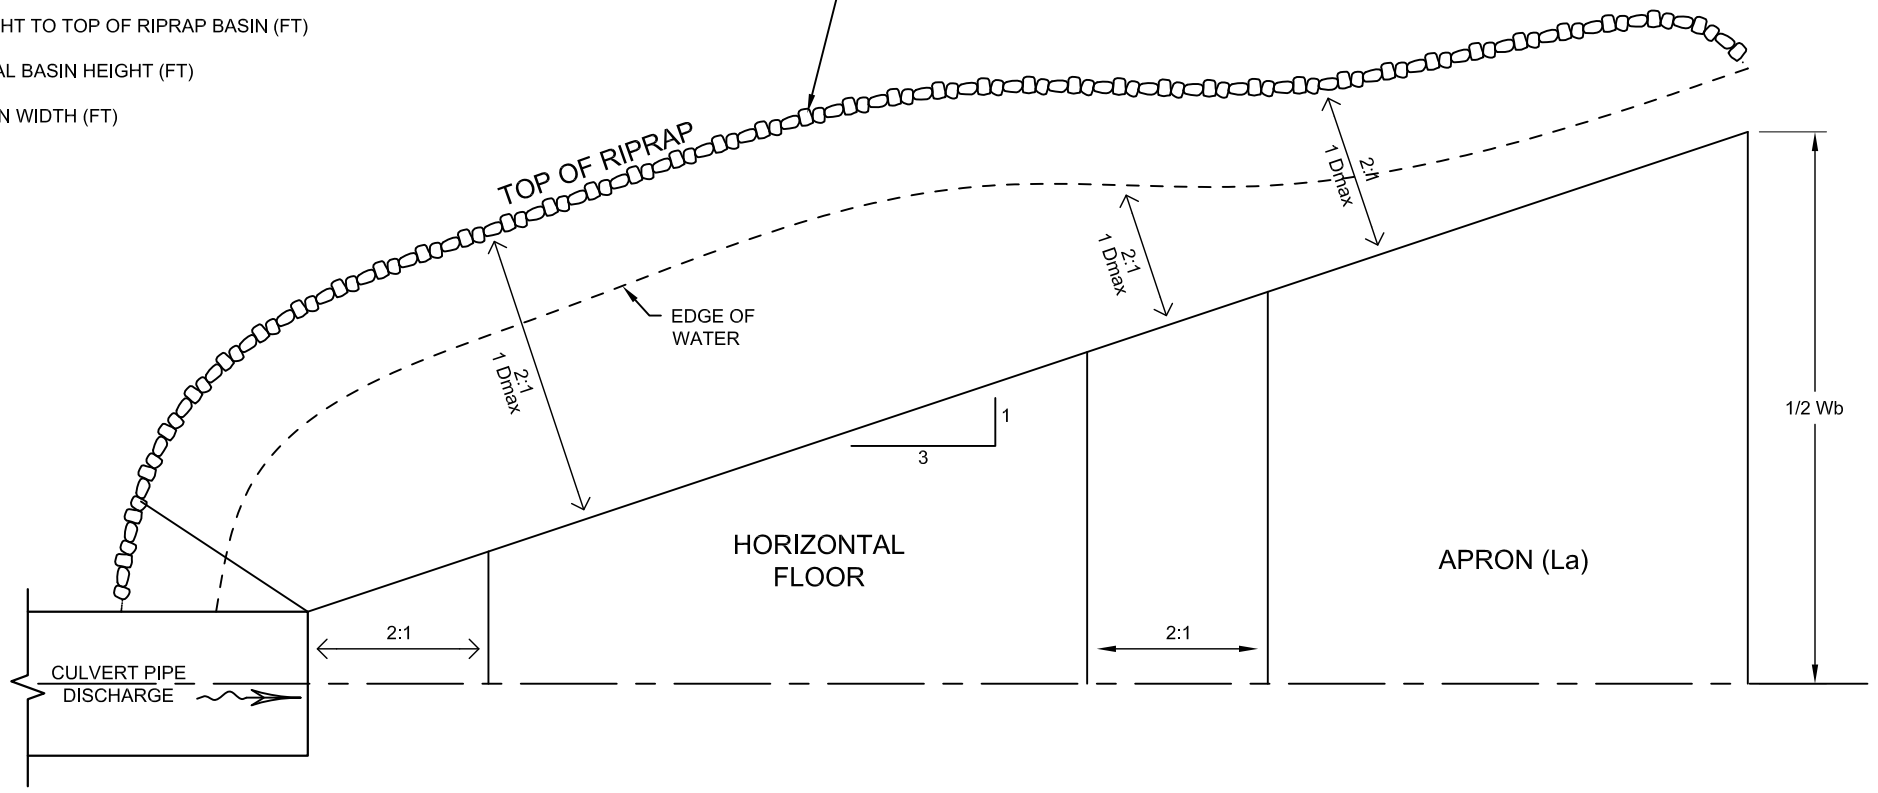 HT TO TOP OF RIPRAP BASIN (FT)
AL BASIN HEIGHT (FT)
N WIDTH (FT)
TOP OF RIPRAP
2:1
1 Dmax
2:1
1 Dmax
EDGE OF
WATER
2:1
1 Dmax
1
3
1/2 Wb
HORIZONTAL
FLOOR
APRON (La)
2:1
2:1
CULVERT PIPE
DISCHARGE